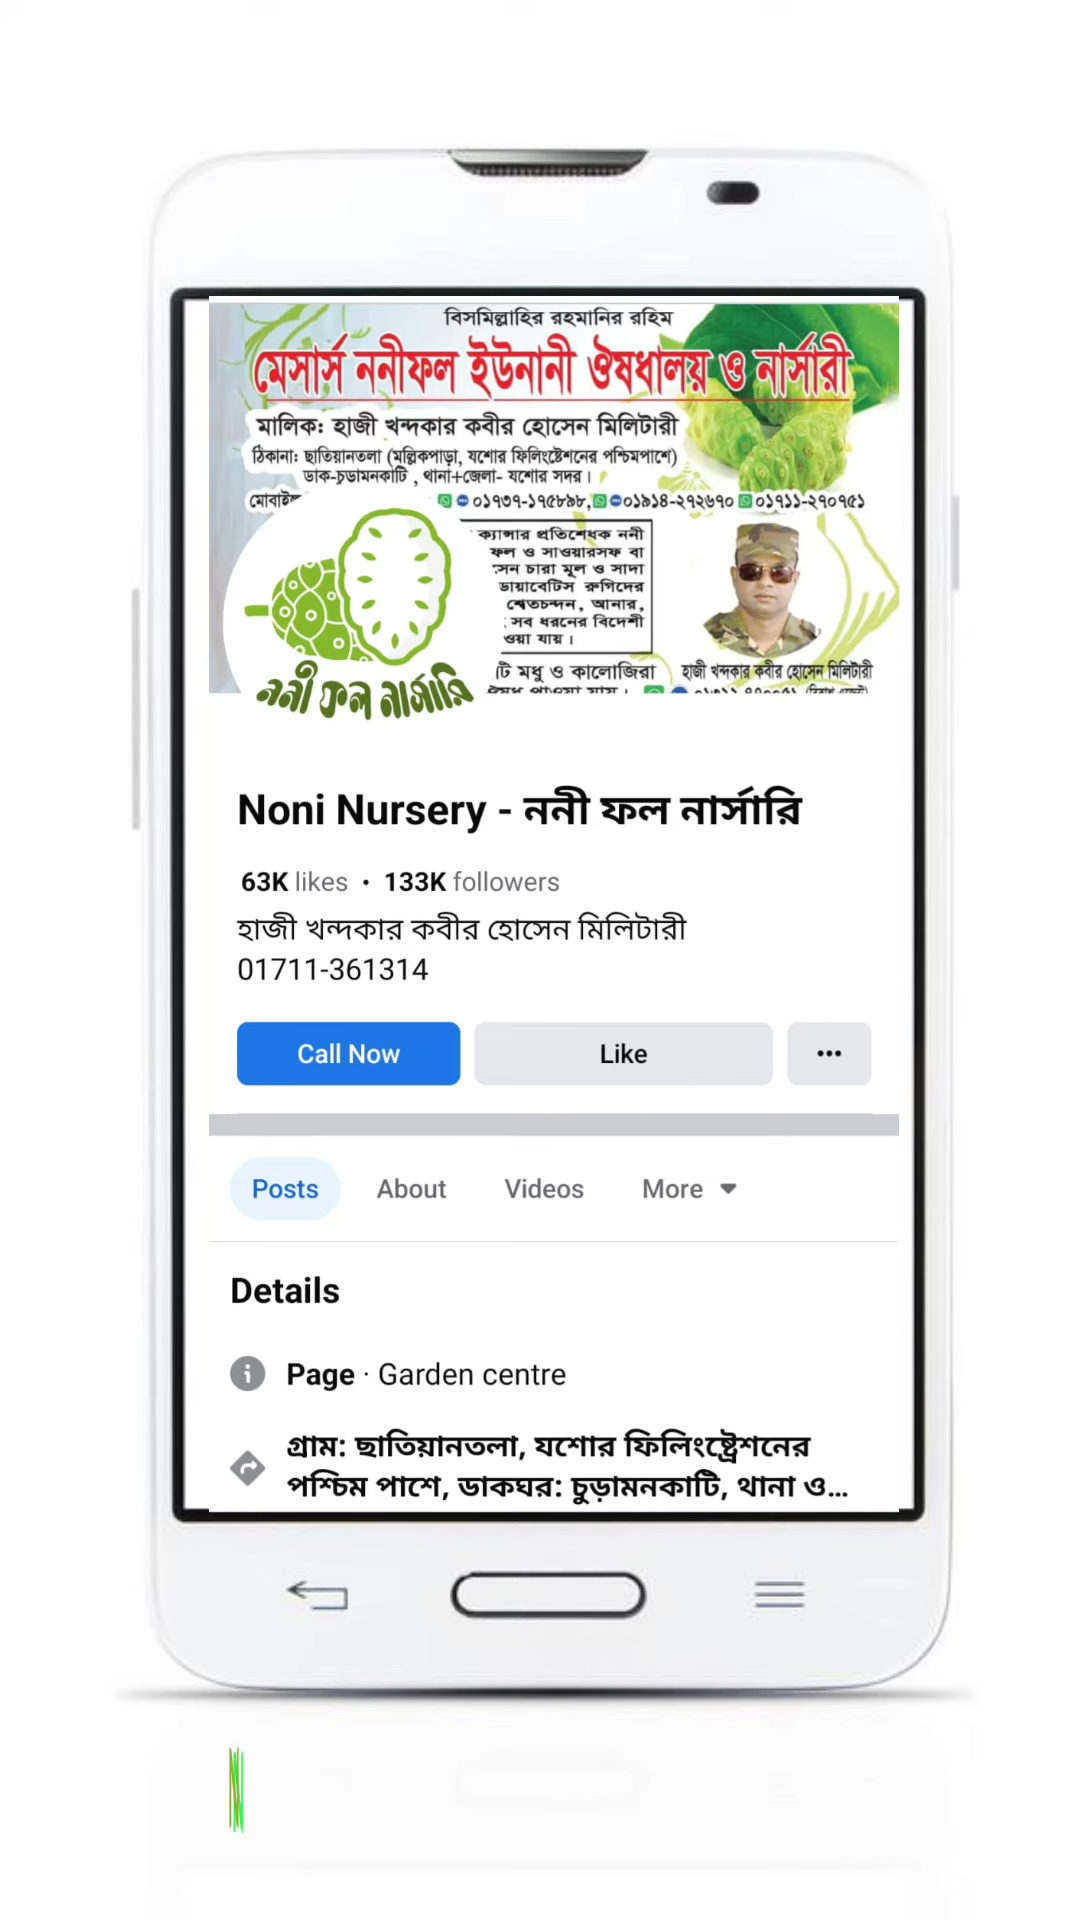 বিসমিল্লাহির রহমানির রহিম
মেসার্স ননীফল ইউনানী ঔষধালয় ও নার্সারী
মালিক: হাজী খন্দকার কবীর হোসেন মিলিটারী
ঠিকানা: ছাতিয়ানতলা (মল্লিকপাড়া, যশোর ফিলিংষ্টেশনের পশ্চিমপাশে)
ডাক-চুডামনকাটি , থানা+জেলা- যশোর সদর।
০১৭৩৭-১৭৫৮৯৮, ০১৯১৪-২৭২৬৭০ ০১৭১১-২৭০৭৫১
ক্যান্সার প্রতিশেধক ননী
ফল ও সাওয়ারসফ বা
চারা মূল ও সাদা
ডায়াবেটিস রুগিদের
শ্বেতচন্দন, আনার,
সব ধরনের বিদেশী
যায়।
মধু ও কালোজিরা
হাজী খন্দকার কবীর হোসেন মিলিটারী
ননী ফল নার্সারি
Noni Nursery - ননী ফল নার্সারি
63K likes • 133K followers
হাজী খন্দকার কবীর হোসেন মিলিটারী
01711-361314
Call Now
Like
Posts
About
Videos
More
Details
Page · Garden centre
গ্রাম: ছাতিয়ানতলা, যশোর ফিলিংষ্ট্রেশনের
পশ্চিম পাশে, ডাকঘর: চুড়ামনকাটি, থানা ও...
N